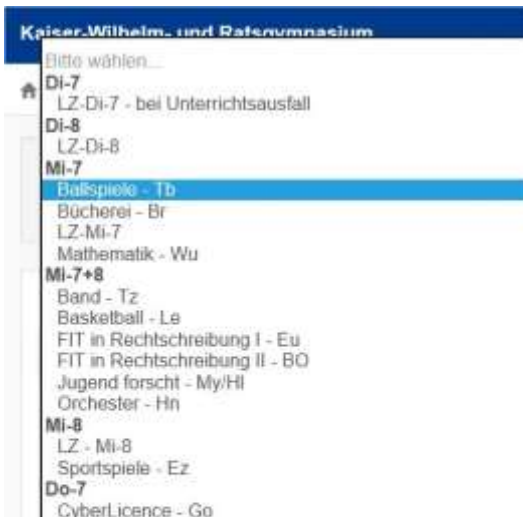 Kaiser-Wilhelm- und Ratsgymnasium
Bitte wählen...
Di-7
LZ-Di-7 - bei Unterrichtsausfall
Di-8
LZ-Di-8
Mi-7
Ballspiele - Tb
Bücherei - Br
LZ-Mi-7
Mathematik - Wu
Mi-7+8
Band - Tz
Basketball - Le
FIT in Rechtschreibung I - Eu
FIT in Rechtschreibung II - BO
Jugend forscht - My/Hl
Orchester - Hn
Mi-8
LZ - Mi-8
Sportspiele - Ez
Do-7
CyberLicence - Go